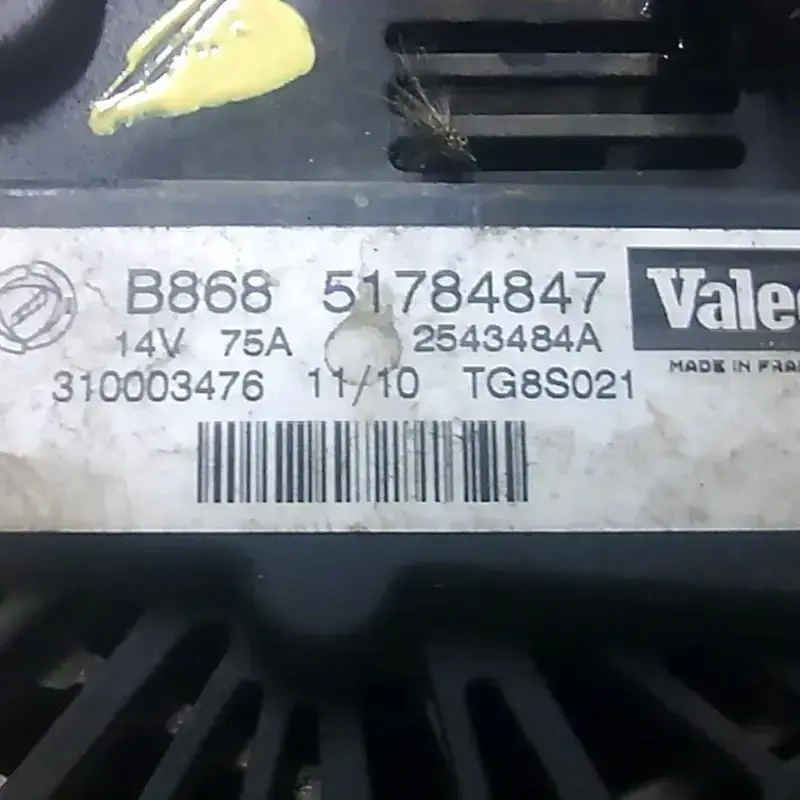 B868 51784847 Valeo
14V 75A 2543484A
MADE IN FRA
310003476 11/10 TG8S021